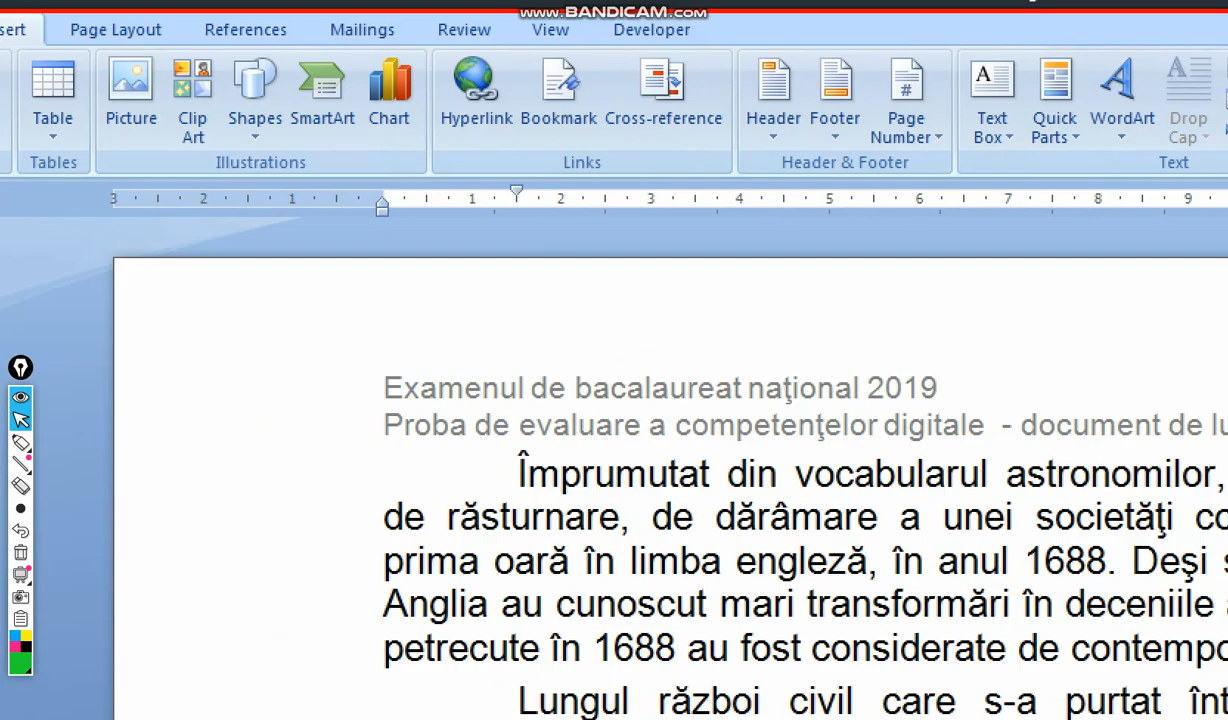 www.BANDICAM.com
sert Page Layout References Mailings Review View Developer
Table Picture Clip Art Shapes SmartArt Chart Hyperlink Bookmark Cross-reference Header Footer Page Number Text Box Quick Parts WordArt Drop Cap
Tables Illustrations Links Header & Footer Text
3 2 1 1 2 3 4 5 6 7 8 9
Examenul de bacalaureat naţional 2019
Proba de evaluare a competenţelor digitale - document de lu
Împrumutat din vocabularul astronomilor,
de răsturnare, de dărâmare a unei societăţi co
prima oară în limba engleză, în anul 1688. Deşi s
Anglia au cunoscut mari transformări în deceniile a
petrecute în 1688 au fost considerate de contempo
Lungul război civil care s-a purtat înt